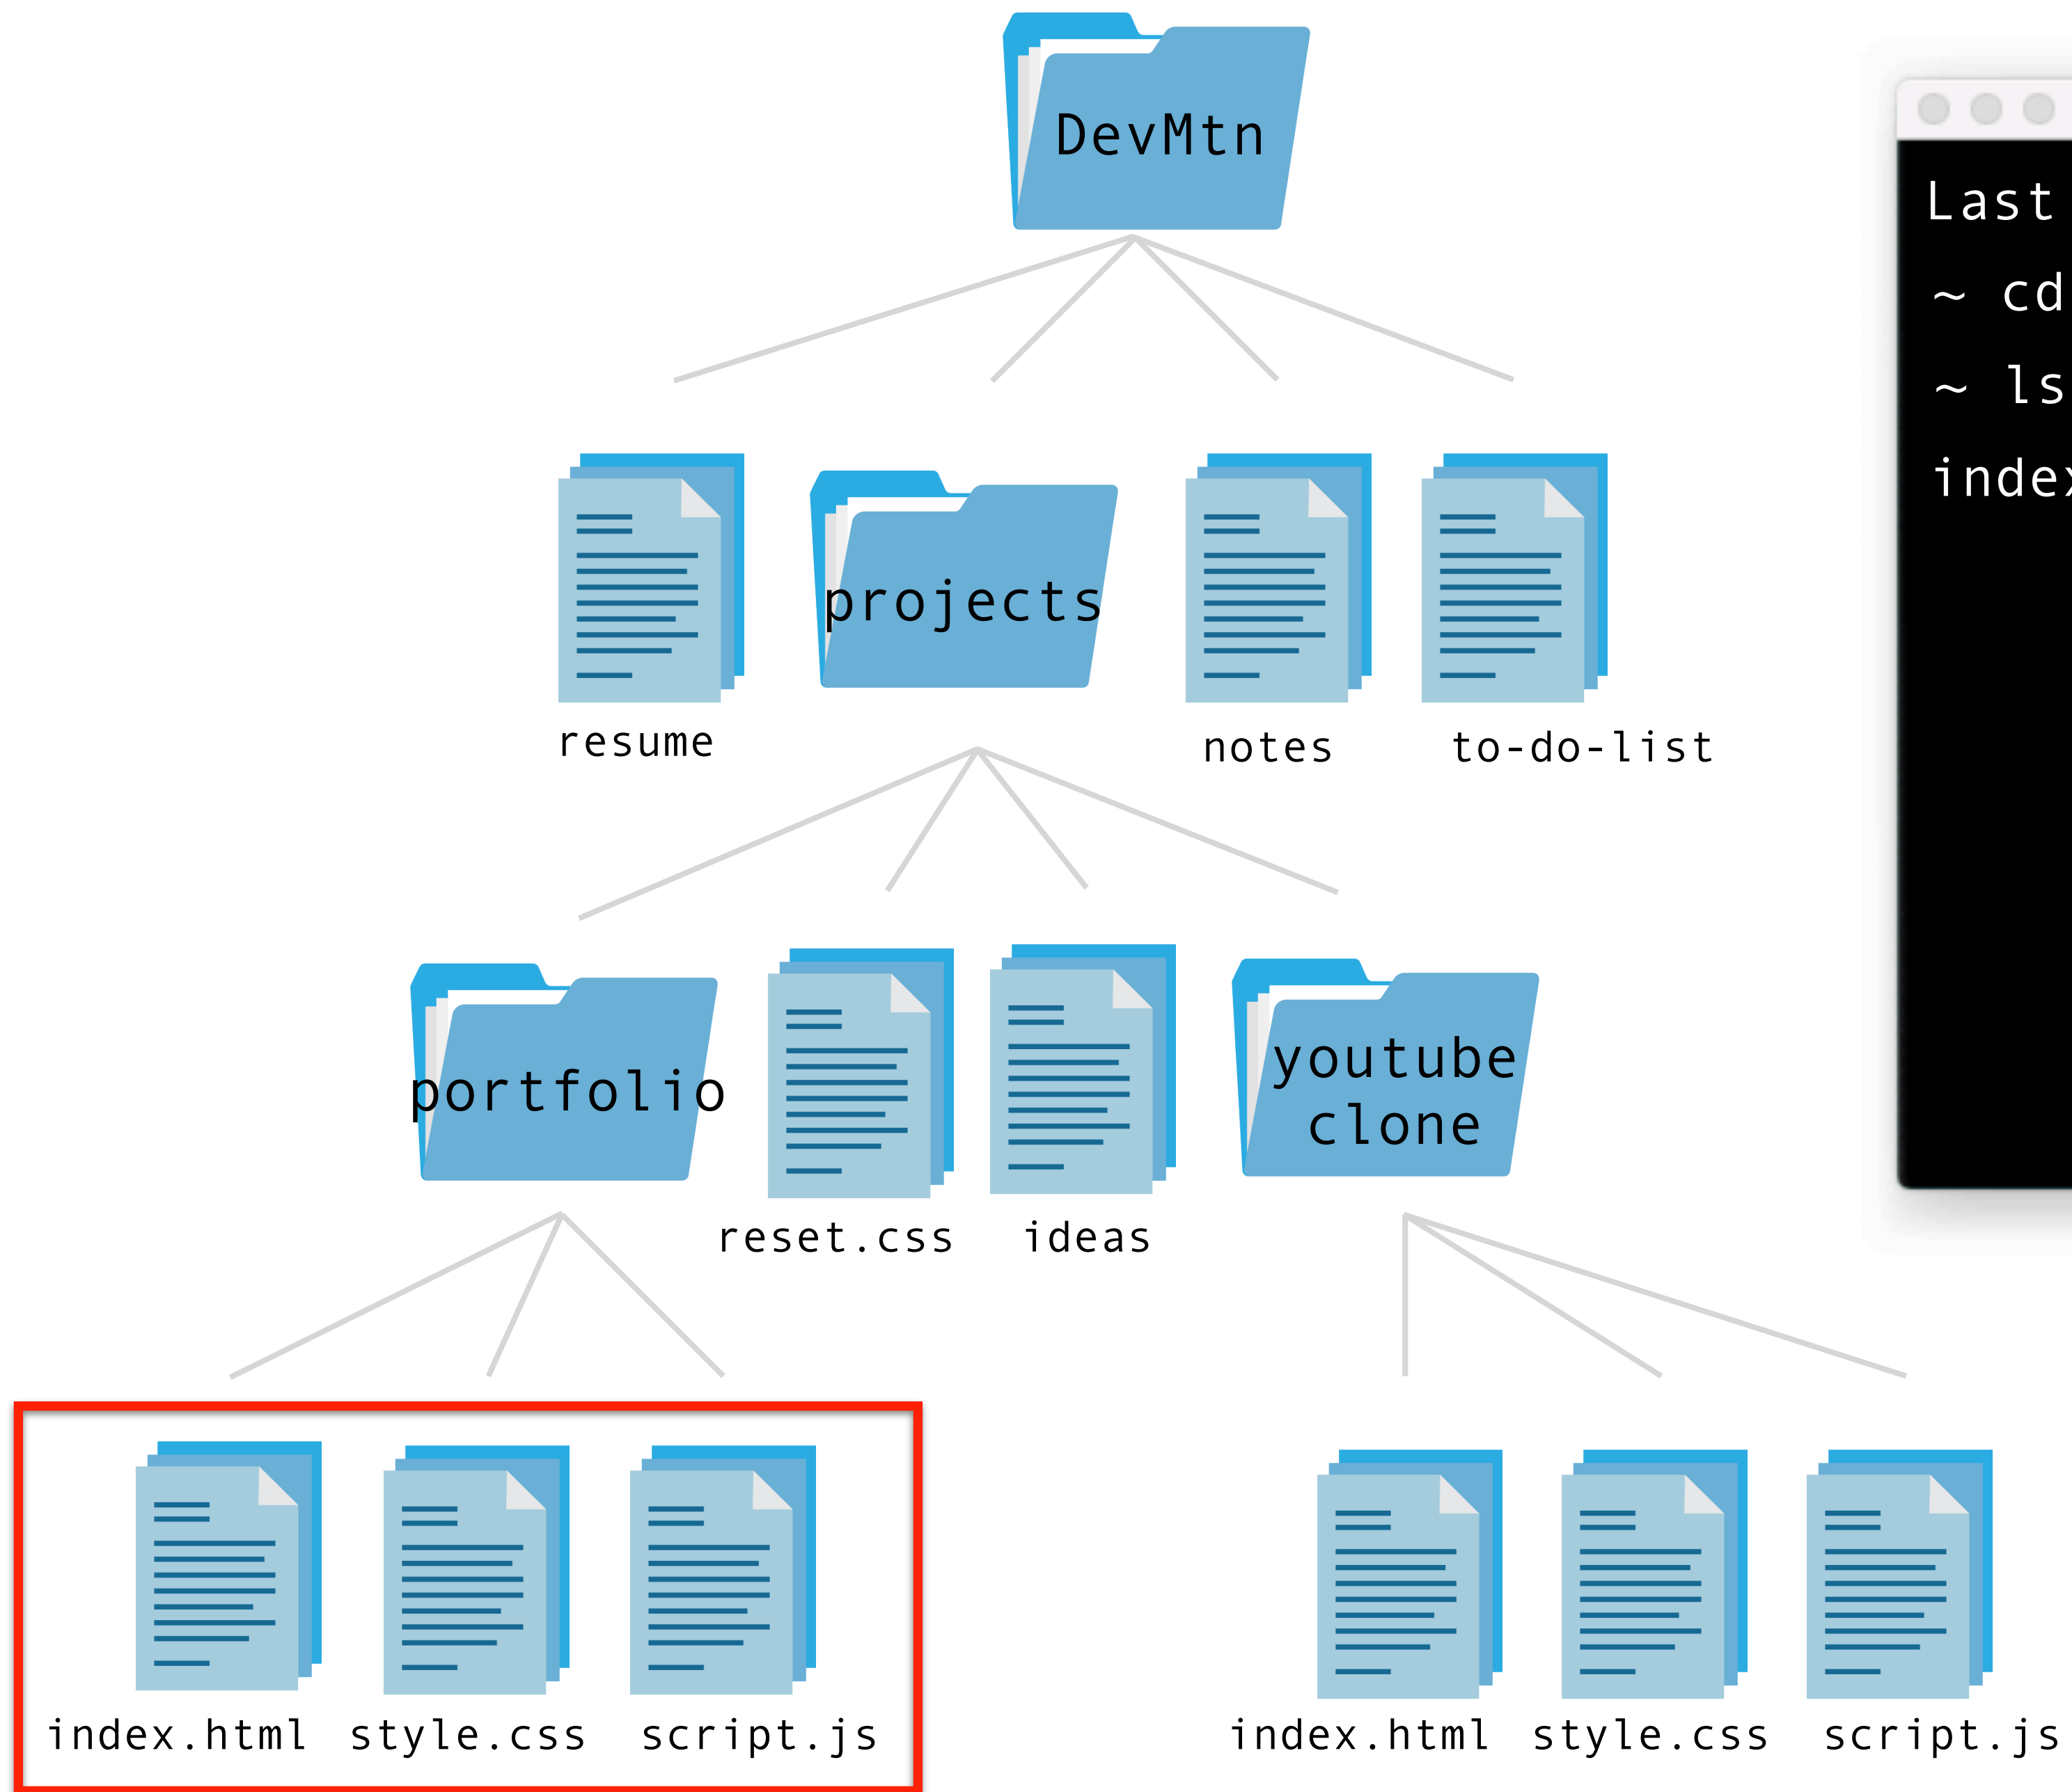 DevMtn
Last
~ cd
~ ls
projects
resume
notes
to-do-list
portfolio
youtube
clone
reset.css
ideas
index.html
style.css
script.js
index.html
style.css
script.js